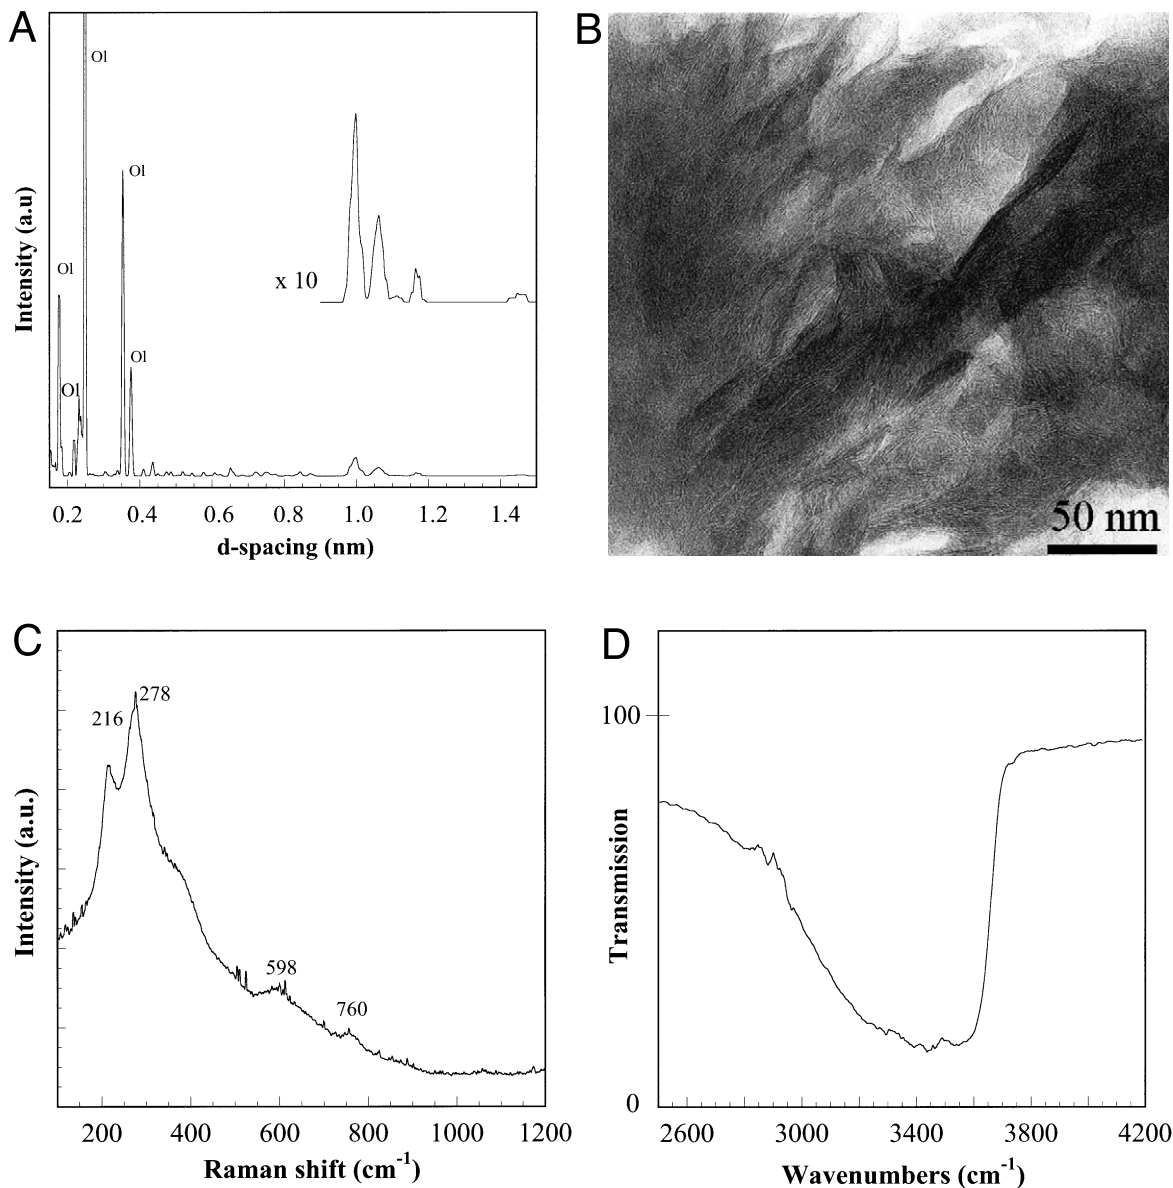 A
Ol
Ol
Ol
Ol
Ol
x 10
Intensity (a.u)
0.2 0.4 0.6 0.8 1.0 1.2 1.4
d-spacing (nm)
B
50 nm
C
278
216
598
760
Intensity (a.u.)
200 400 600 800 1000 1200
Raman shift (cm-1)
D
100
Transmission
0
2600 3000 3400 3800 4200
Wavenumbers (cm-1)